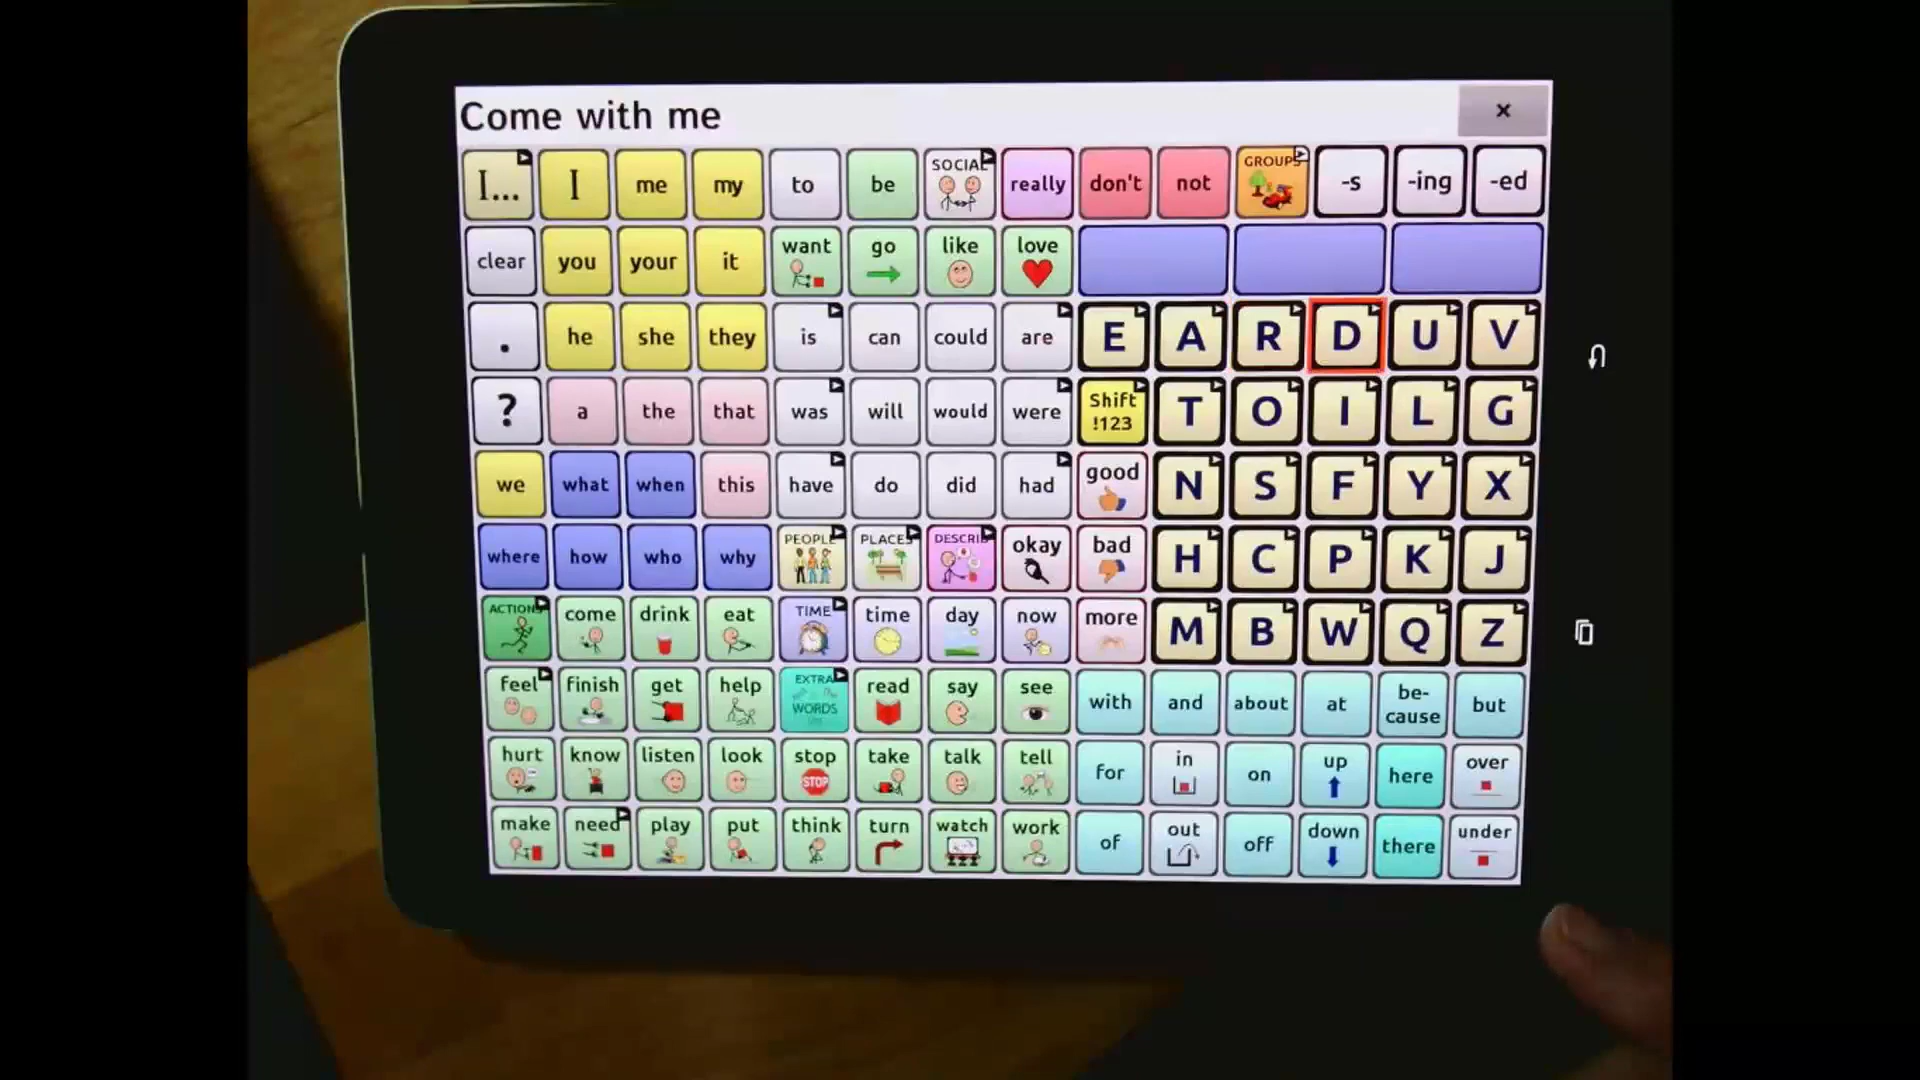 Come with me ×
I... I me my to be SOCIAL really don't not GROUPS -s -ing -ed
clear you your it want go like love
. he she they is can could are E A R D U V
? a the that was will would were Shift !123 T O I L G
we what when this have do did had good N S F Y X
where how who why PEOPLE PLACES DESCRIB okay bad H C P K J
ACTIONS come drink eat TIME time day now more M B W Q Z
feel finish get help EXTRA WORDS read say see with and about at be-cause but
hurt know listen look stop STOP take talk tell for in on up here over
make need play put think turn watch work of out off down there under